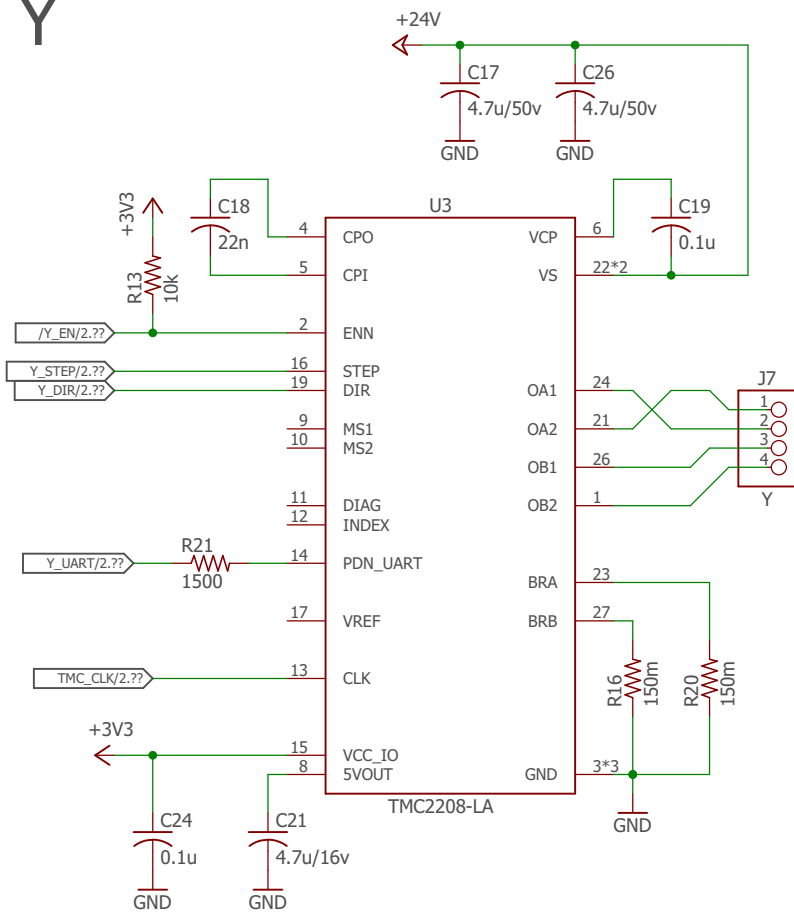 Y
+24V
C17
4.7u/50v
GND
C26
4.7u/50v
GND
+3V3
R13
10k
C18
22n
U3
C19
0.1u
4 CPO
5 CPI
2 ENN
16 STEP
19 DIR
9 MS1
10 MS2
11 DIAG
12 INDEX
14 PDN_UART
17 VREF
13 CLK
15 VCC_IO
8 5VOUT
VCP 6
VS 22*2
OA1 24
OA2 21
OB1 26
OB2 1
BRA 23
BRB 27
GND 3*3
TMC2208-LA
/Y_EN/2.??
Y_STEP/2.??
Y_DIR/2.??
Y_UART/2.??
R21
1500
TMC_CLK/2.??
J7
1
2
3
4
Y
R16
150m
R20
150m
GND
+3V3
C24
0.1u
GND
C21
4.7u/16v
GND